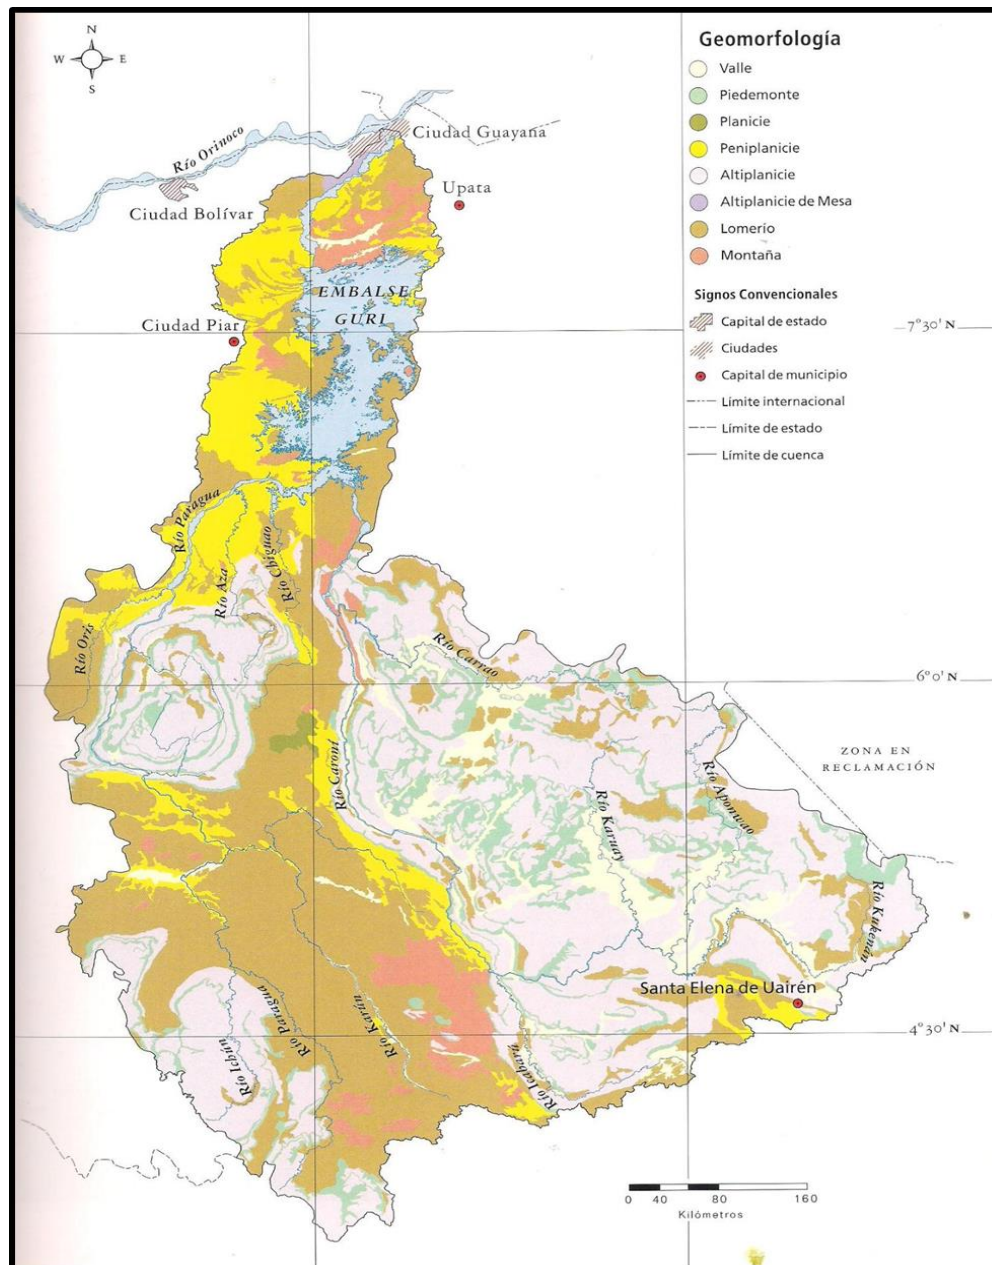 N
W E
S
Geomorfología
Valle
Piedemonte
Planicie
Peniplanicie
Altiplanicie
Altiplanicie de Mesa
Lomerío
Montaña
Signos Convencionales
Capital de estado
Ciudades
Capital de municipio
Límite internacional
Límite de estado
Límite de cuenca
Río Orinoco
Ciudad Guayana
Ciudad Bolívar
Upata
EMBALSE
GURI
Ciudad Piar
7°30'N
Río Paragua
Río Aza
Río Chiguao
Río Oris
Río Carrao
6°0'N
ZONA EN
RECLAMACIÓN
Río Caroní
Río Karuay
Río Aponwao
Río Kukenán
Santa Elena de Uairén
4°30'N
Río Ichún
Río Paragua
Río Karún
Río Icabarú
0 40 80 160
Kilómetros